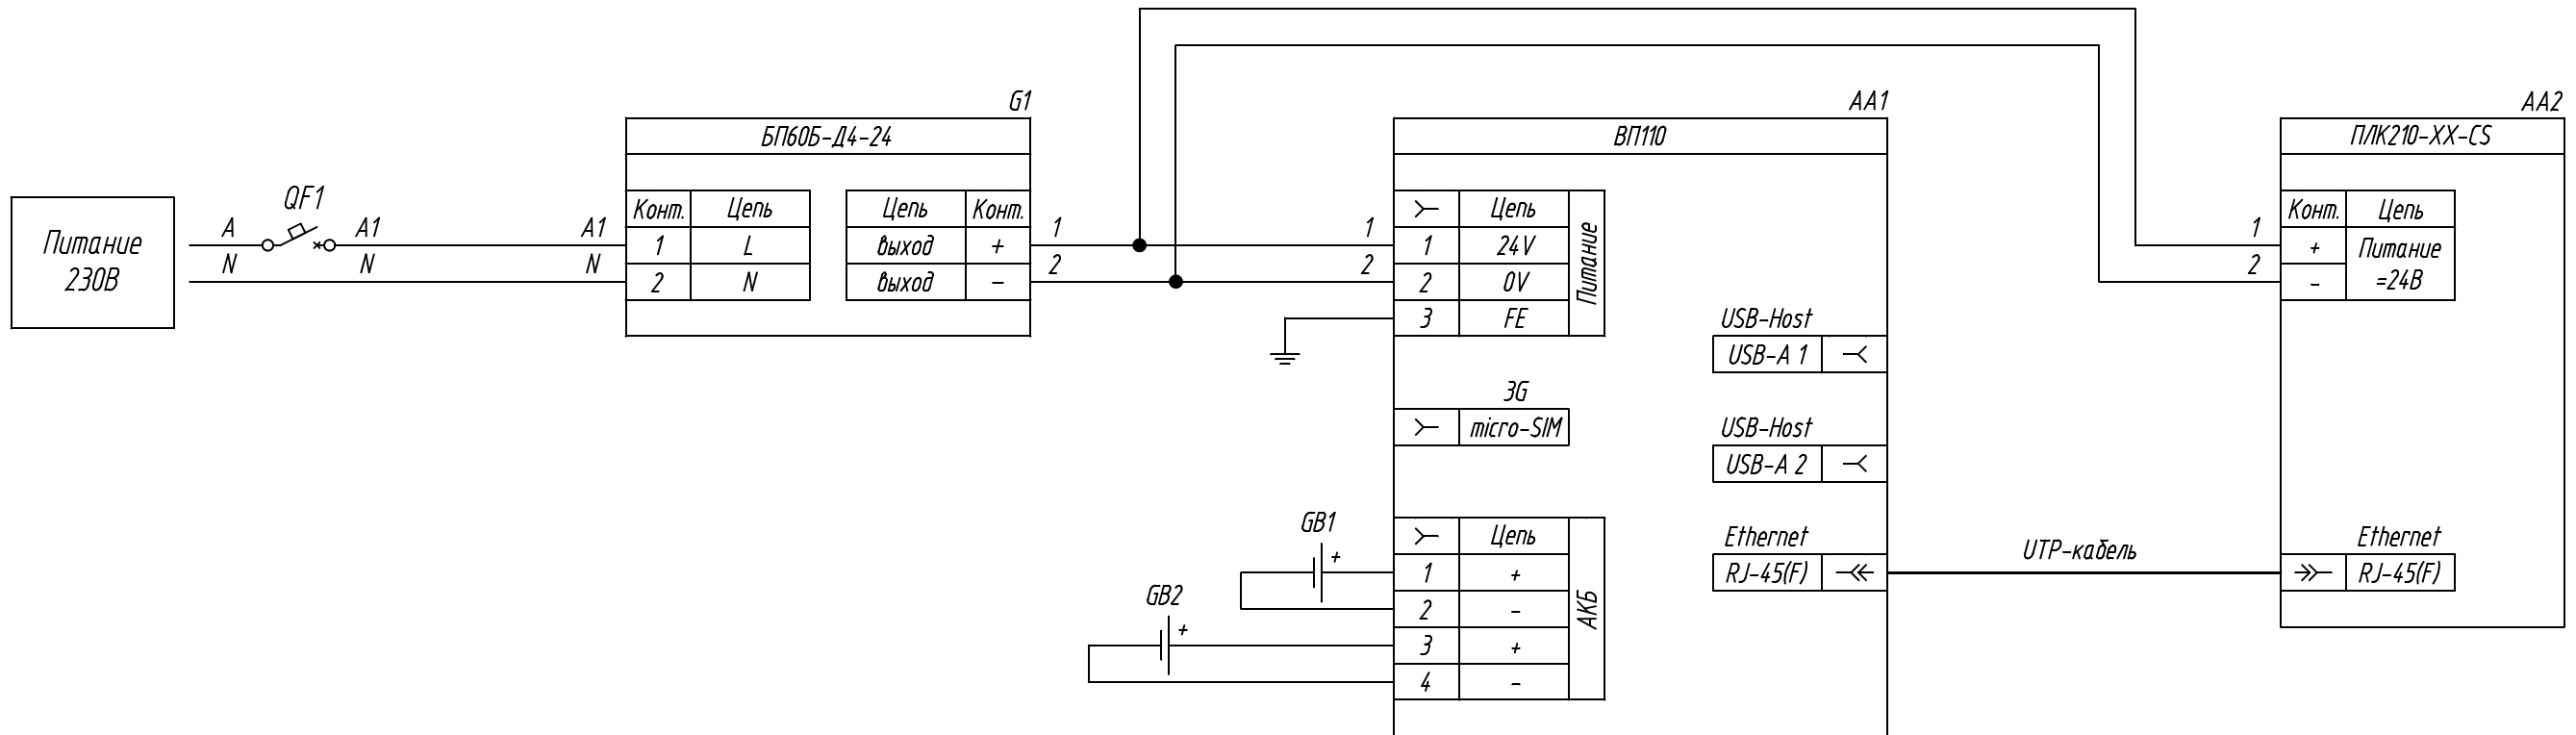 G1
AA1
AA2
БП60Б-Д4-24
ВП110
ПЛК210-XX-CS
Питание
230В
QF1
A
A1
A1
N
N
N
Конт. Цепь
1 L
2 N
Цепь Конт.
выход +
выход -
1
2
1
2
Цепь
1 24V
2 0V
3 FE
Питание
1
2
Конт. Цепь
+
-
Питание
=24В
USB-Host
USB-A 1
3G
micro-SIM
USB-Host
USB-A 2
GB1
+
GB2
+
Цепь
1 +
2 -
3 +
4 -
АКБ
Ethernet
RJ-45(F)
UTP-кабель
Ethernet
RJ-45(F)